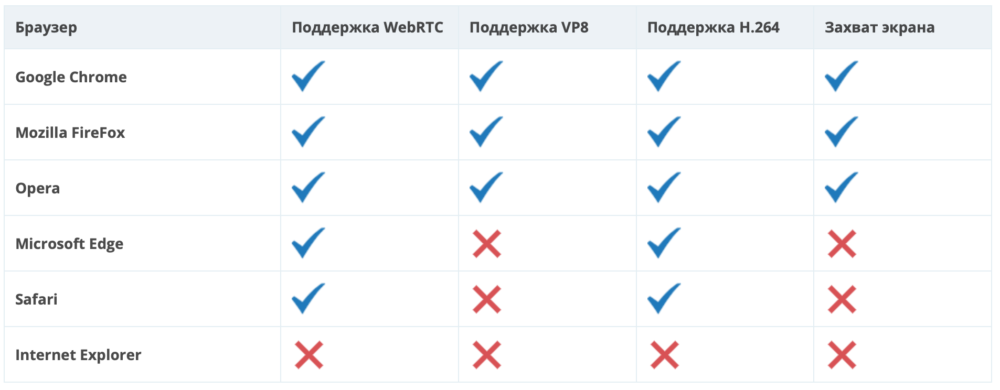 Браузер Поддержка WebRTC Поддержка VP8 Поддержка H.264 Захват экрана
Google Chrome
Mozilla FireFox
Opera
Microsoft Edge
Safari
Internet Explorer